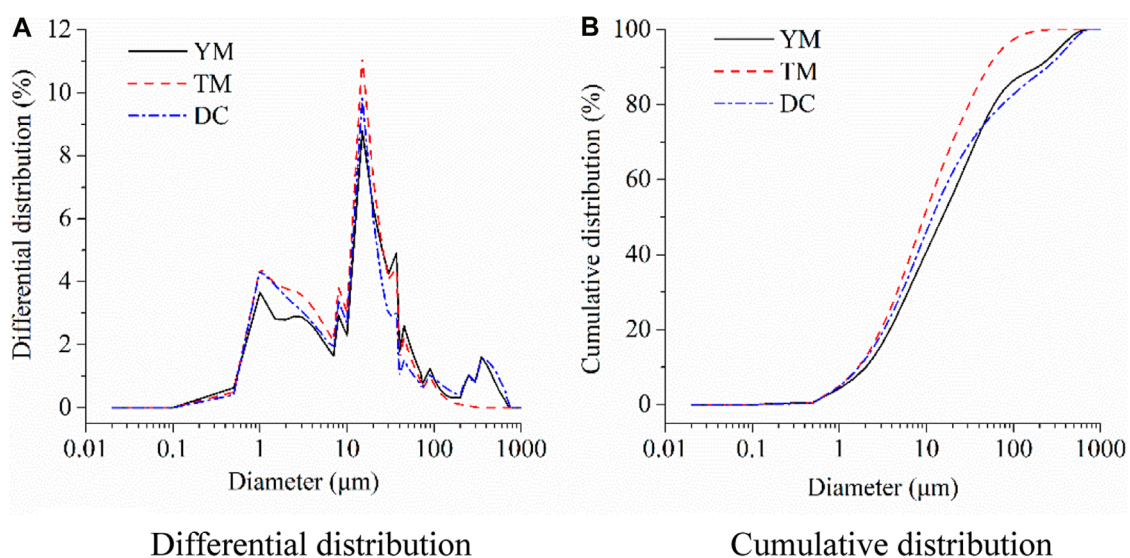 A
12
10
8
6
4
2
0
Differential distribution (%)
YM
TM
DC
0.01 0.1 1 10 100 1000
Diameter (μm)
Differential distribution
B
100
80
60
40
20
0
Cumulative distribution (%)
YM
TM
DC
0.01 0.1 1 10 100 1000
Diameter (μm)
Cumulative distribution